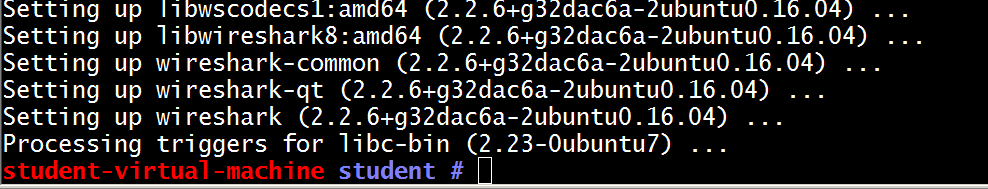 Setting up libwscodecs1:amd64 (2.2.6+g32dac6a-2ubuntu0.16.04) ...
Setting up libwireshark8:amd64 (2.2.6+g32dac6a-2ubuntu0.16.04) ...
Setting up wireshark-common (2.2.6+g32dac6a-2ubuntu0.16.04) ...
Setting up wireshark-qt (2.2.6+g32dac6a-2ubuntu0.16.04) ...
Setting up wireshark (2.2.6+g32dac6a-2ubuntu0.16.04) ...
Processing triggers for libc-bin (2.23-0ubuntu7) ...
student-virtual-machine student #